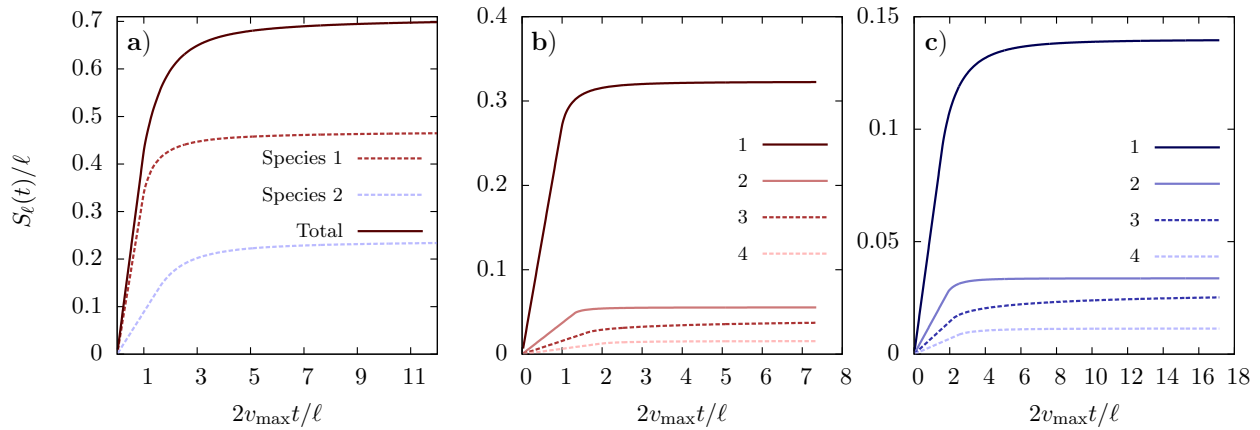 a)
S_ℓ(t)/ℓ
0.7
0.6
0.5
0.4
0.3
0.2
0.1
0
1 3 5 7 9 11
2v_max t/ℓ
Species 1
Species 2
Total
b)
0.4
0.3
0.2
0.1
0
0 1 2 3 4 5 6 7 8
2v_max t/ℓ
1
2
3
4
c)
0.15
0.1
0.05
0
0 2 4 6 8 10 12 14 16 18
2v_max t/ℓ
1
2
3
4